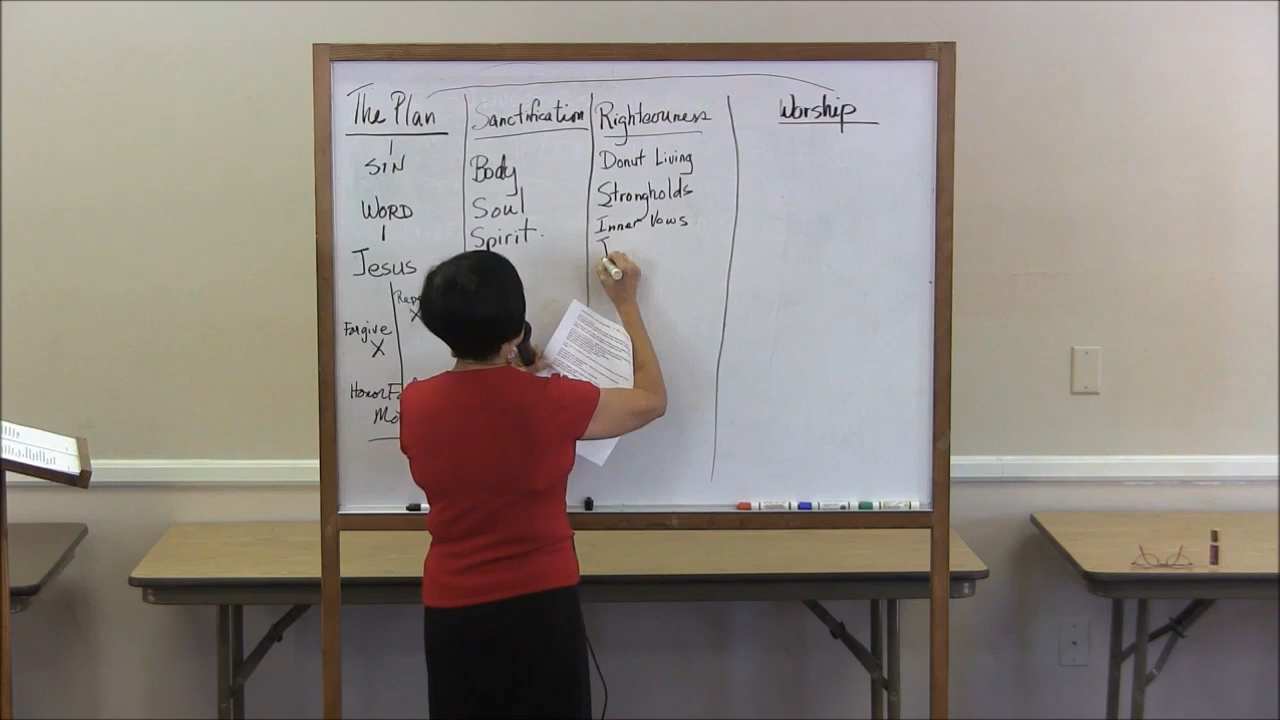 The Plan
SIN
WORD
Jesus
Forgive
X
X
Sanctification
Body
Soul
Spirit.
Righteouness
Donut Living
Strongholds
Inner Vows
Worship